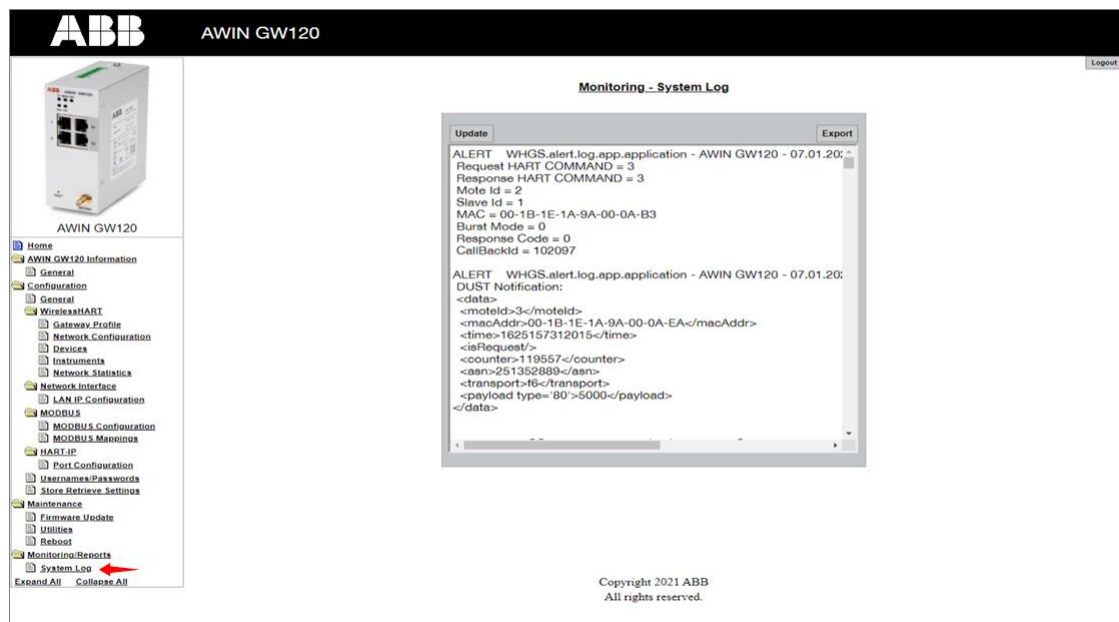 ABB
AWIN GW120
Logout
AWIN GW120
Home
AWIN GW120 Information
General
Configuration
General
WirelessHART
Gateway Profile
Network Configuration
Devices
Instruments
Network Statistics
Network Interface
LAN IP Configuration
MODBUS
MODBUS Configuration
MODBUS Mappings
HART-IP
Port Configuration
Usernames/Passwords
Store Retrieve Settings
Maintenance
Firmware Update
Utilities
Reboot
Monitoring/Reports
System Log
Expand All Collapse All
Monitoring - System Log
Update Export
ALERT WHGS.alert.log.app.application - AWIN GW120 - 07.01.202
Request HART COMMAND = 3
Response HART COMMAND = 3
Mote Id = 2
Slave Id = 1
MAC = 00-1B-1E-1A-9A-00-0A-B3
Burst Mode = 0
Response Code = 0
CallBackId = 102097
ALERT WHGS.alert.log.app.application - AWIN GW120 - 07.01.202
DUST Notification:
<data>
<moteId>3</moteId>
<macAddr>00-1B-1E-1A-9A-00-0A-EA</macAddr>
<time>1625157312015</time>
<isRequest/>
<counter>119557</counter>
<asn>251352889</asn>
<transport>f6</transport>
<payload type='80'>5000</payload>
</data>
Copyright 2021 ABB
All rights reserved.